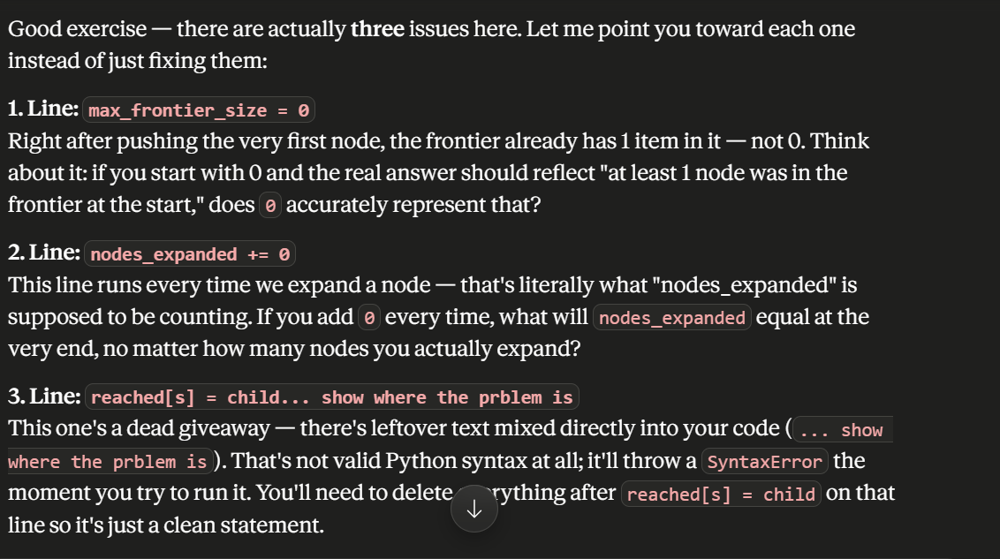 Good exercise — there are actually three issues here. Let me point you toward each one
instead of just fixing them:
1. Line: max_frontier_size = 0
Right after pushing the very first node, the frontier already has 1 item in it — not 0. Think
about it: if you start with 0 and the real answer should reflect "at least 1 node was in the
frontier at the start," does 0 accurately represent that?
2. Line: nodes_expanded += 0
This line runs every time we expand a node — that's literally what "nodes_expanded" is
supposed to be counting. If you add 0 every time, what will nodes_expanded equal at the
very end, no matter how many nodes you actually expand?
3. Line: reached[s] = child... show where the prblem is
This one's a dead giveaway — there's leftover text mixed directly into your code (... show
where the prblem is). That's not valid Python syntax at all; it'll throw a SyntaxError the
moment you try to run it. You'll need to delete everything after reached[s] = child on that
line so it's just a clean statement.